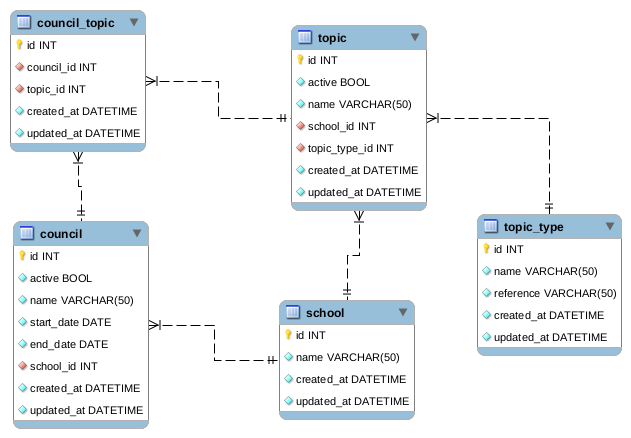 council_topic
id INT
council_id INT
topic_id INT
created_at DATETIME
updated_at DATETIME
topic
id INT
active BOOL
name VARCHAR(50)
school_id INT
topic_type_id INT
created_at DATETIME
updated_at DATETIME
topic_type
id INT
name VARCHAR(50)
reference VARCHAR(50)
created_at DATETIME
updated_at DATETIME
council
id INT
active BOOL
name VARCHAR(50)
start_date DATE
end_date DATE
school_id INT
created_at DATETIME
updated_at DATETIME
school
id INT
name VARCHAR(50)
created_at DATETIME
updated_at DATETIME